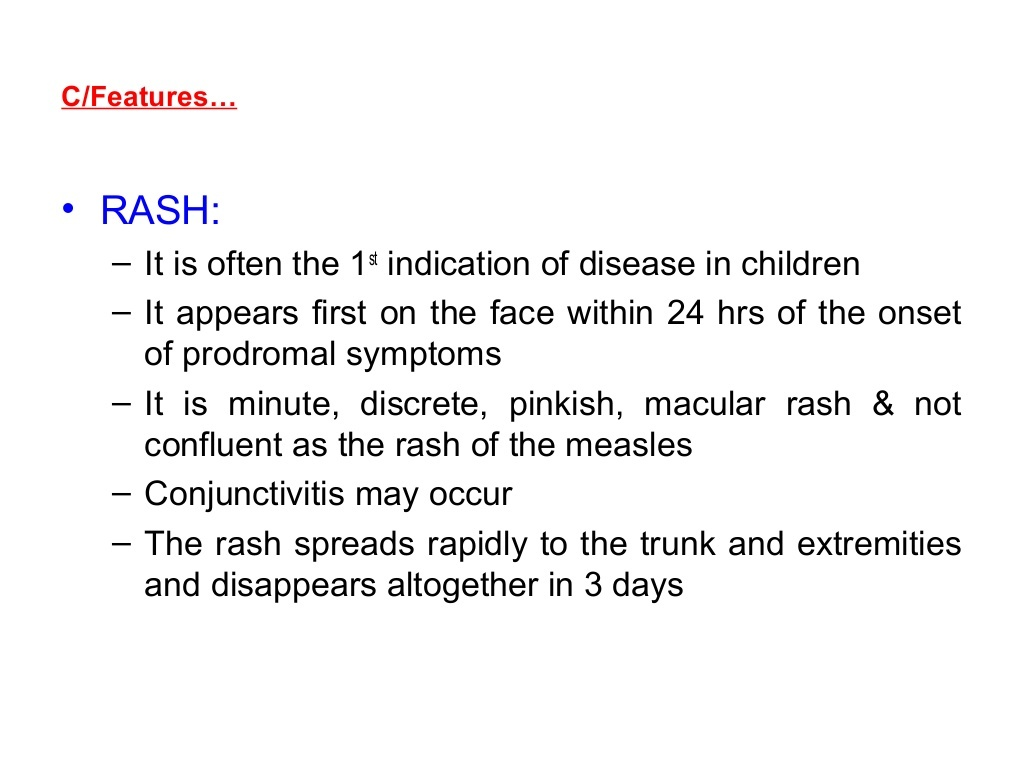 C/Features…
• RASH:
– It is often the 1st indication of disease in children
– It appears first on the face within 24 hrs of the onset
of prodromal symptoms
– It is minute, discrete, pinkish, macular rash & not
confluent as the rash of the measles
– Conjunctivitis may occur
– The rash spreads rapidly to the trunk and extremities
and disappears altogether in 3 days